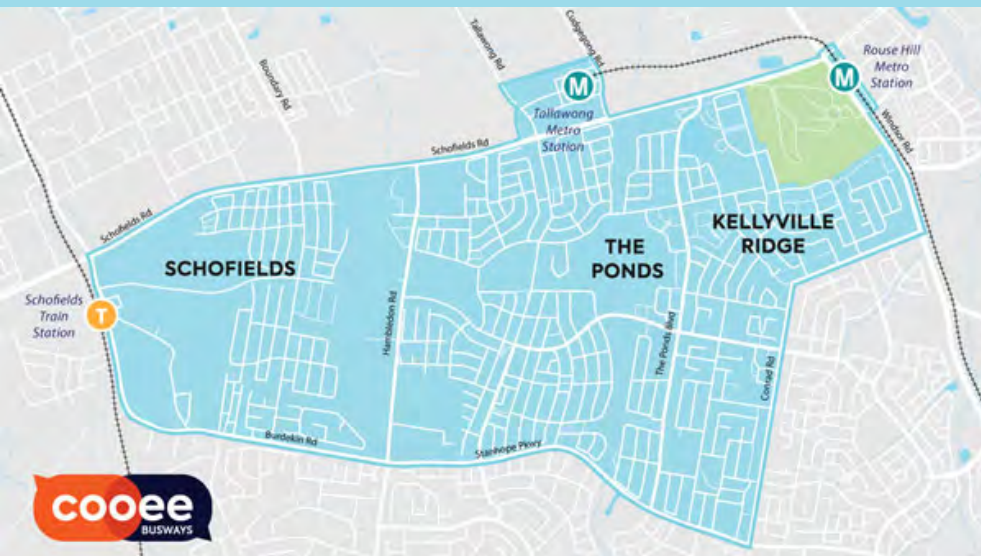 Tallawong Rd
Cudgegong Rd
Boundary Rd
Rouse Hill
Metro
Station
M
M
Tallawong
Metro
Station
Windsor Rd
Schofields Rd
Schofields Rd
SCHOFIELDS
THE
PONDS
KELLYVILLE
RIDGE
Schofields
Train
Station
T
Hambledon Rd
The Ponds Blvd
Conrad Rd
Burdekin Rd
Stanhope Pkwy
cooee
BUSWAYS